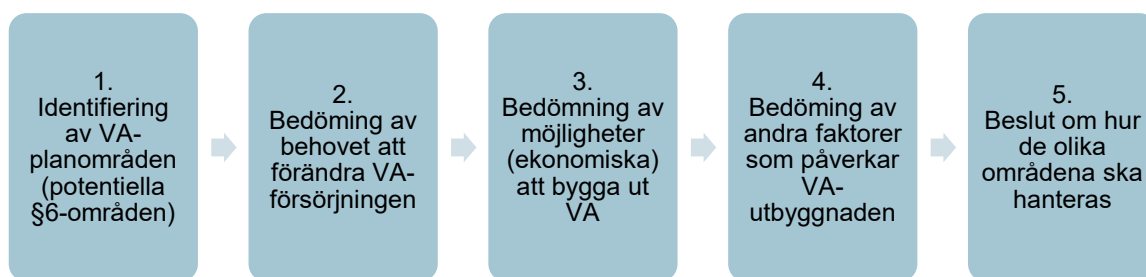 1.
Identifiering
av VA-
planområden
(potentiella
§6-områden)
2.
Bedöming av
behovet att
förändra VA-
försörjningen
3.
Bedömning av
möjligheter
(ekonomiska)
att bygga ut
VA
4.
Bedöming av
andra faktorer
som påverkar
VA-
utbyggnaden
5.
Beslut om hur
de olika
områdena ska
hanteras